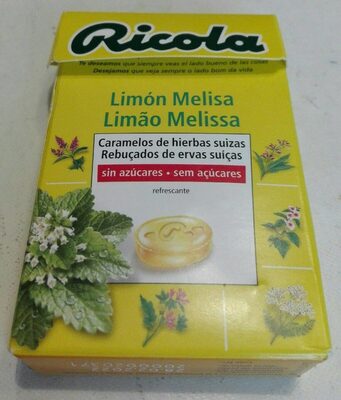 Ricola
Te deseamos que siempre veas el lado bueno de las cosas
Desejamos que veja sempre o lado bom da vida
Limón Melisa
Limão Melissa
Caramelos de hierbas suizas
Rebuçados de ervas suiças
sin azúcares • sem açúcares
refrescante